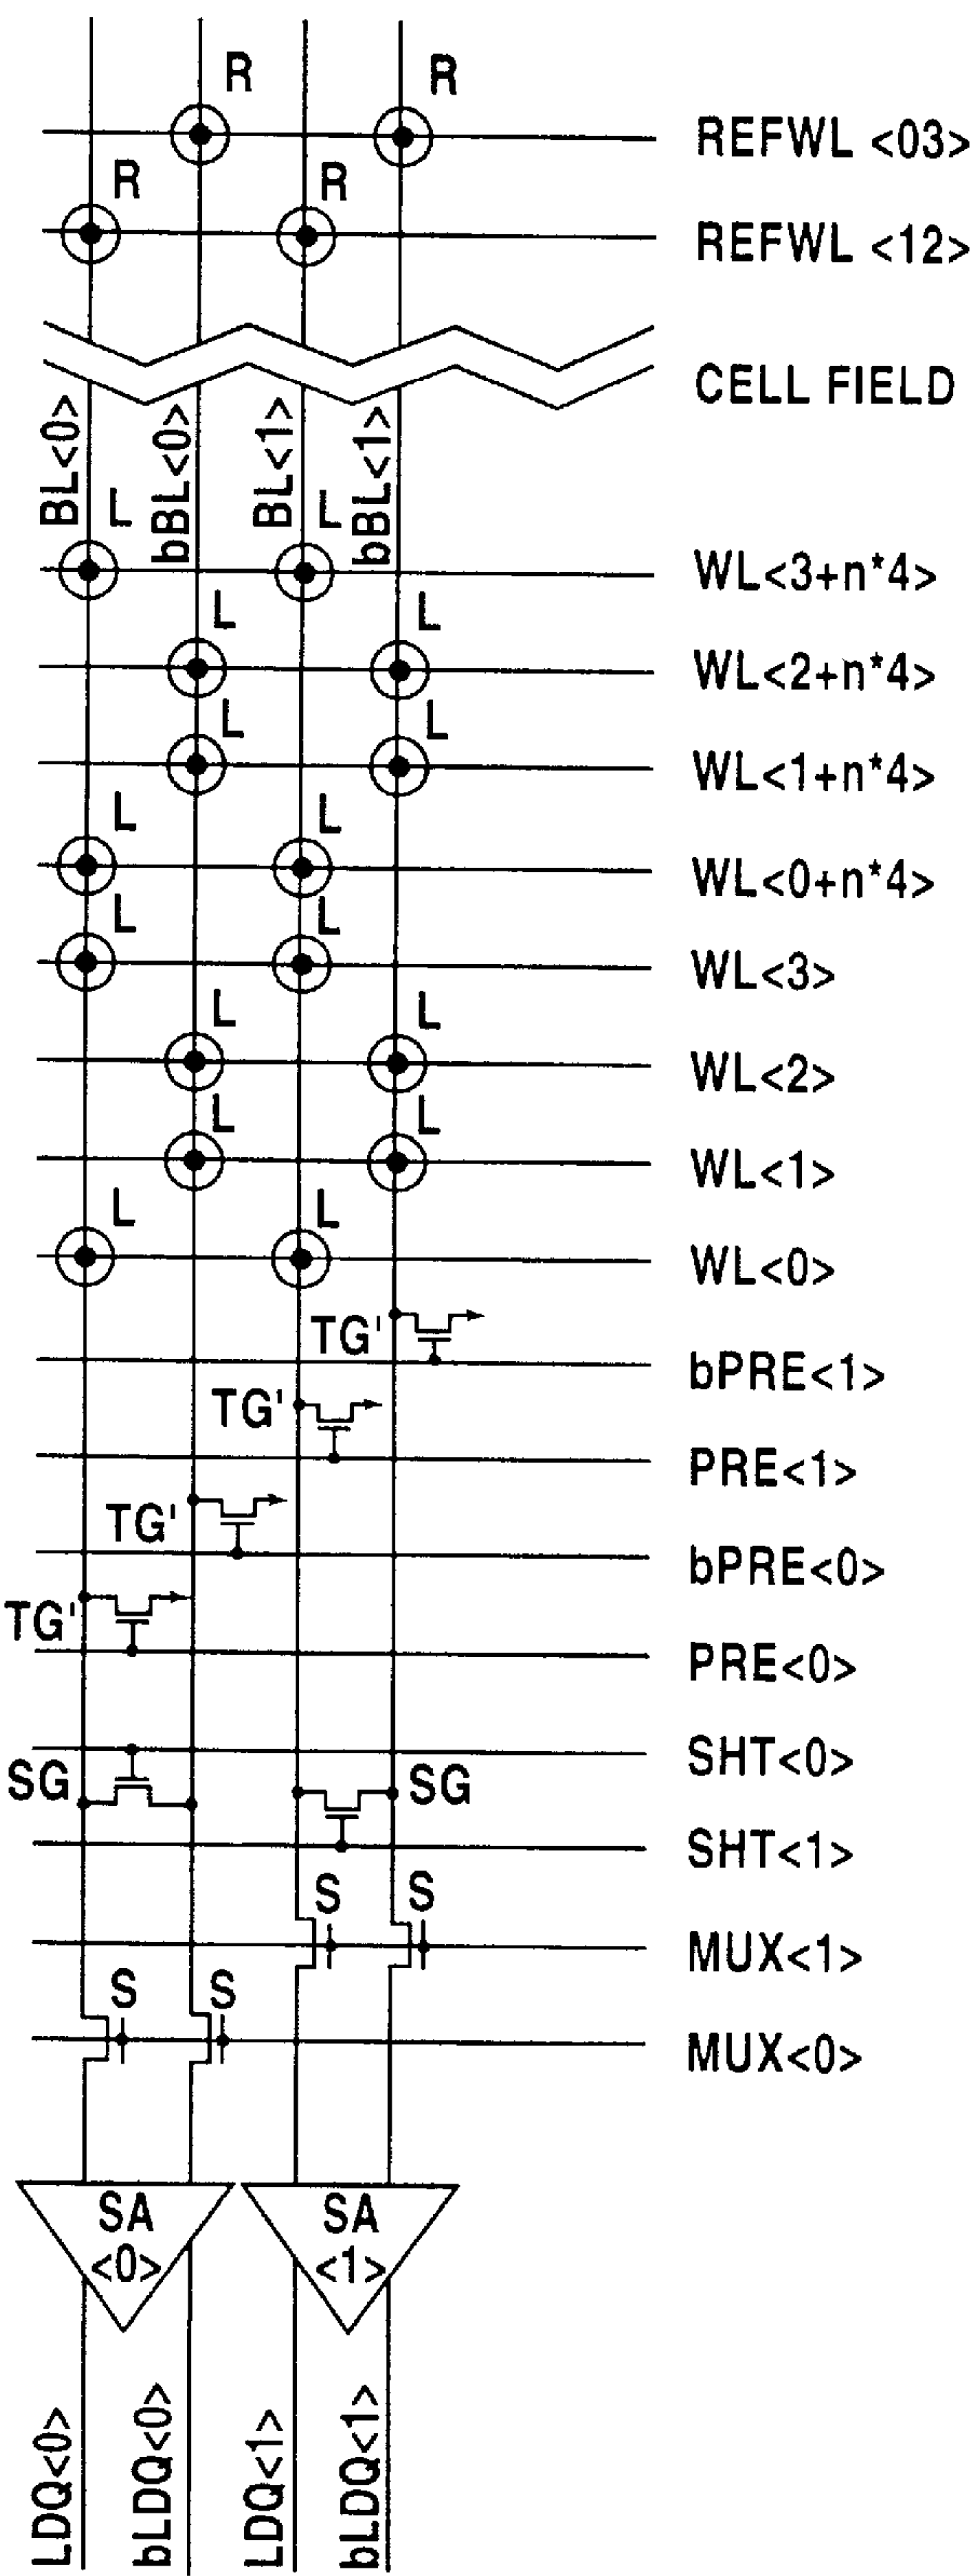 R R
REFWL <03>
R R
REFWL <12>
CELL FIELD
BL<0> bBL<0> BL<1> bBL<1>
L L
WL<3+n*4>
L L
WL<2+n*4>
L L
WL<1+n*4>
L L
WL<0+n*4>
L L
WL<3>
L L
WL<2>
L L
WL<1>
L L
WL<0>
TG'
bPRE<1>
TG'
PRE<1>
TG'
bPRE<0>
TG'
PRE<0>
SHT<0>
SG SG
SHT<1>
S S
MUX<1>
S S
MUX<0>
SA <0>
SA <1>
LDQ<0> bLDQ<0> LDQ<1> bLDQ<1>